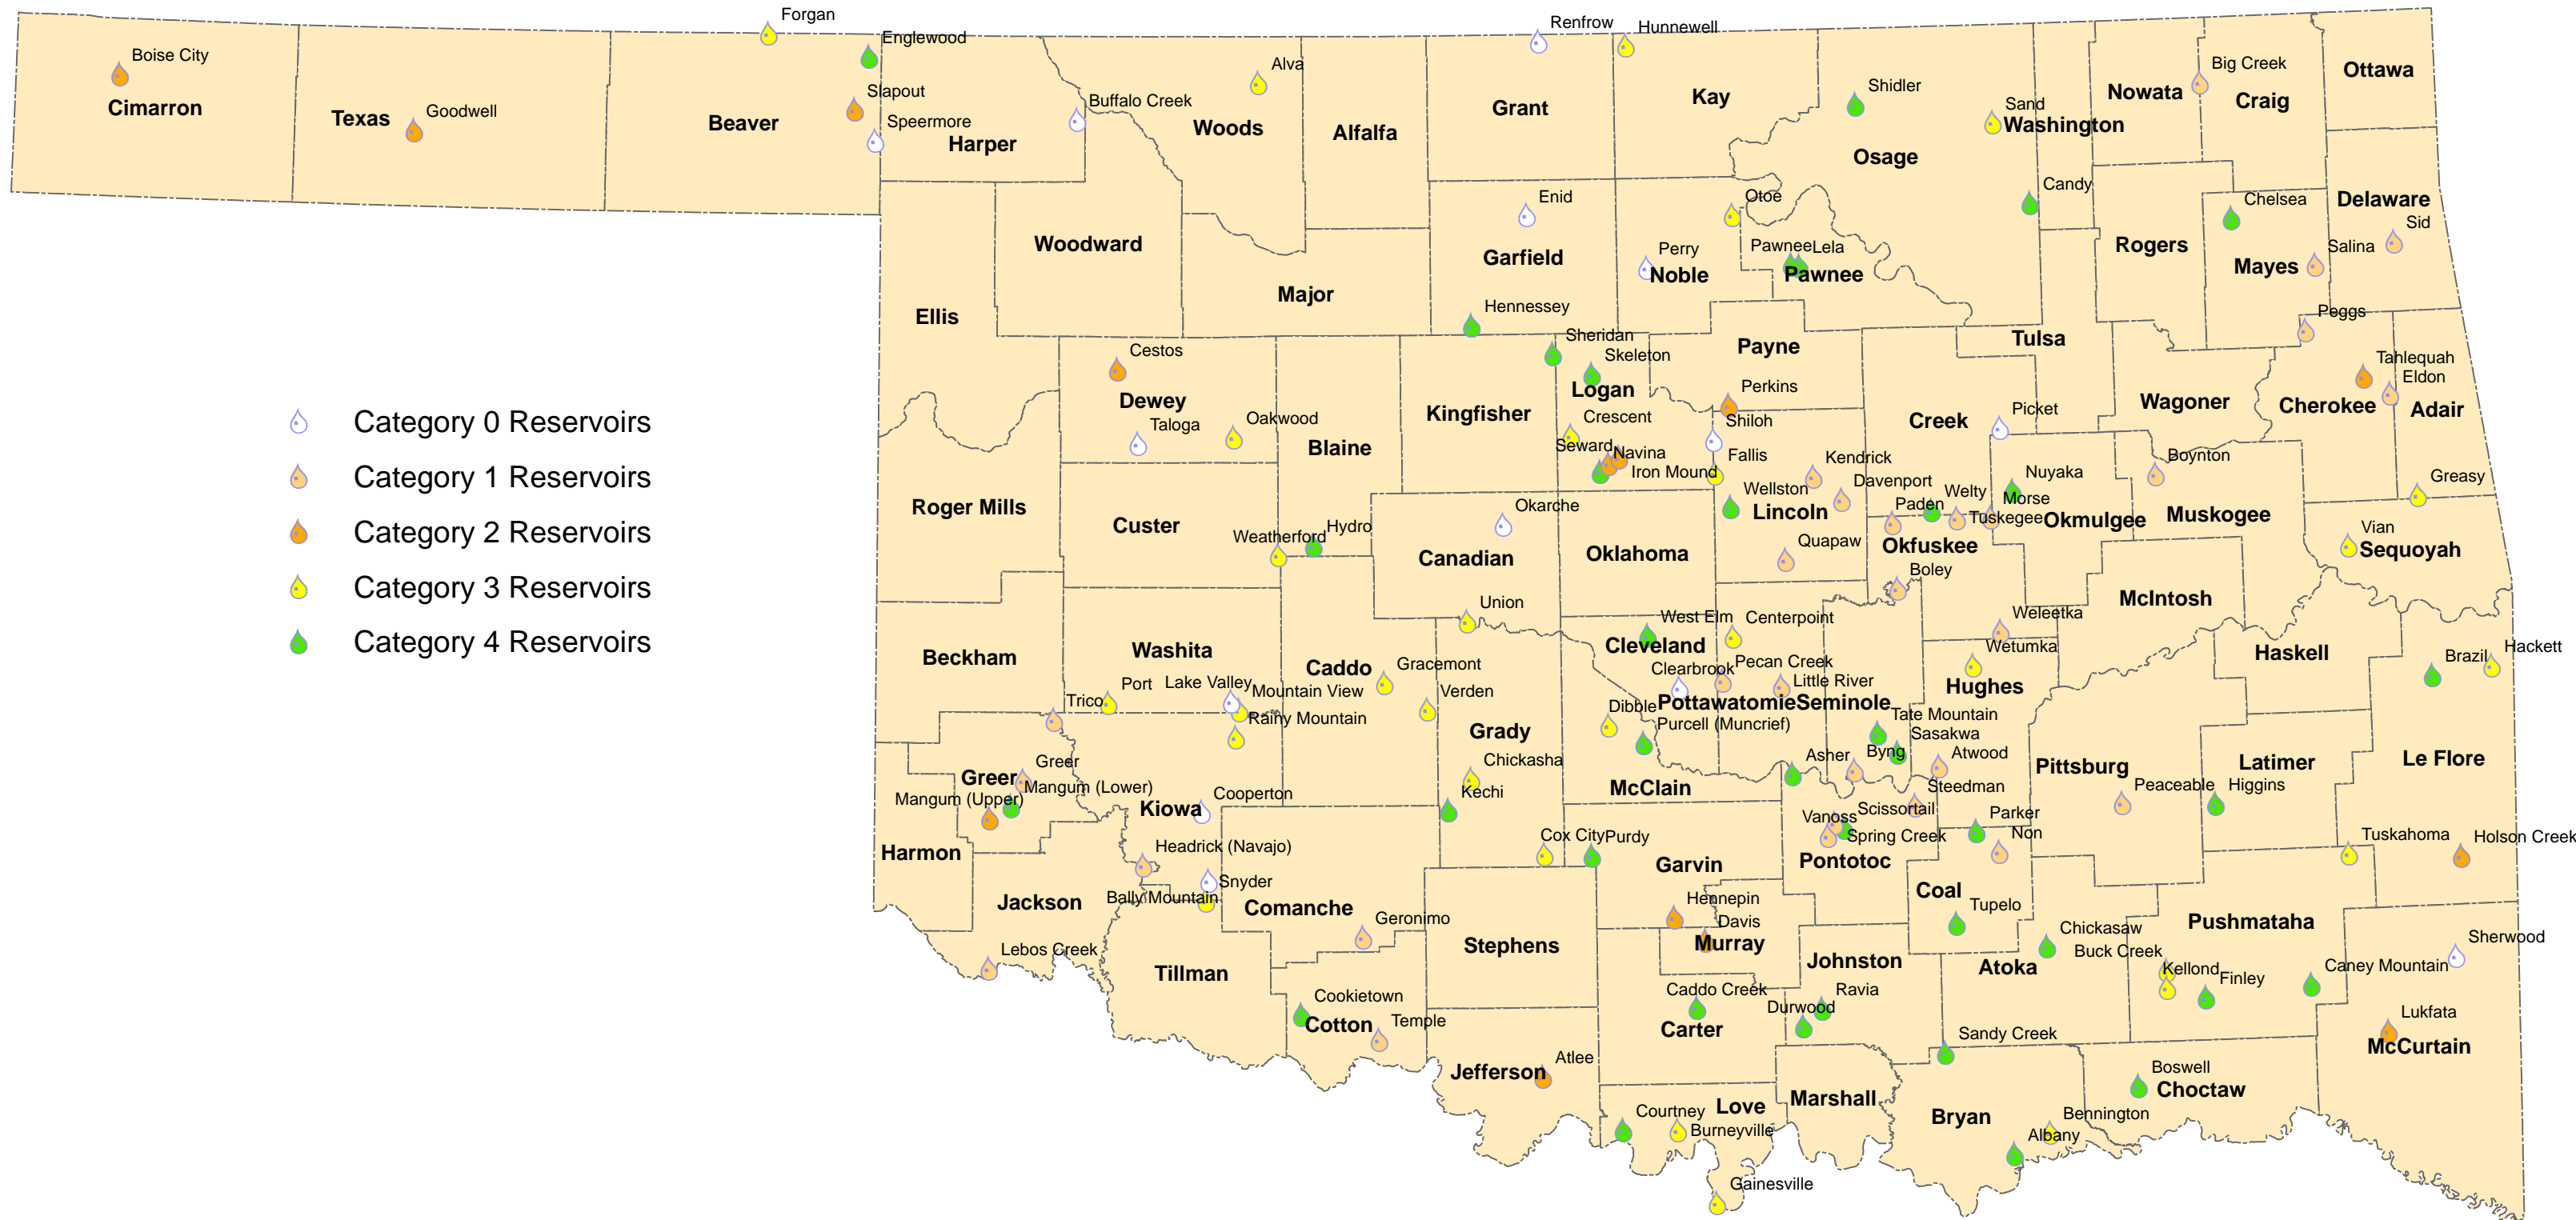 Forgan
Renfrow
Hunnewell
Englewood
Boise City
Alva
Big Creek
Ottawa
Cimarron
Texas
Goodwell
Beaver
Slapout
Speermore
Harper
Buffalo Creek
Woods
Alfalfa
Grant
Kay
Shidler
Sand
Washington
Nowata
Craig
Osage
Candy
Delaware
Sid
Chelsea
Enid
Otoe
Woodward
Garfield
Perry
Noble
Pawnee
Lela
Pawnee
Rogers
Mayes
Salina
Major
Ellis
Hennessey
Peggs
Sheridan
Skeleton
Payne
Tulsa
Cestos
Tahlequah
Eldon
Dewey
Logan
Perkins
Wagoner
Cherokee
Adair
Category 0 Reservoirs
Taloga
Oakwood
Kingfisher
Crescent
Shiloh
Creek
Picket
Blaine
Seward
Navina
Fallis
Iron Mound
Kendrick
Davenport
Boynton
Nuyaka
Greasy
Category 1 Reservoirs
Roger Mills
Wellston
Lincoln
Paden
Welty
Morse
Tuskegee
Okmulgee
Muskogee
Custer
Okarche
Category 2 Reservoirs
Weatherford
Hydro
Canadian
Oklahoma
Quapaw
Okfuskee
Vian
Sequoyah
Category 3 Reservoirs
Boley
McIntosh
Union
West Elm
Centerpoint
Weleetka
Category 4 Reservoirs
Beckham
Washita
Caddo
Gracemont
Cleveland
Clearbrook
Pecan Creek
Little River
Wetumka
Haskell
Hackett
Brazil
Trico
Port
Lake Valley
Mountain View
Rainy Mountain
Verden
Hughes
Pottawatomie
Seminole
Dibble
Purcell (Muncrief)
Tate Mountain
Sasakwa
Grady
Chickasha
Asher
Byng
Atwood
Pittsburg
Latimer
Le Flore
Greer
Greer
Mangum (Lower)
Mangum (Upper)
Kiowa
Cooperton
Kechi
McClain
Steedman
Peaceable
Higgins
Harmon
Headrick (Navajo)
Cox City
Purdy
Garvin
Vanoss
Scissortail
Spring Creek
Parker
Non
Tuskahoma
Holson Creek
Pontotoc
Snyder
Bally Mountain
Jackson
Comanche
Geronimo
Hennepin
Davis
Murray
Coal
Tupelo
Pushmataha
Lebos Creek
Tillman
Stephens
Johnston
Atoka
Chickasaw
Buck Creek
Kellond
Finley
Caney Mountain
Sherwood
Cookietown
Cotton
Temple
Caddo Creek
Carter
Durwood
Ravia
Sandy Creek
Lukfata
McCurtain
Jefferson
Atlee
Marshall
Boswell
Choctaw
Courtney
Love
Burneyville
Bryan
Bennington
Albany
Gainesville